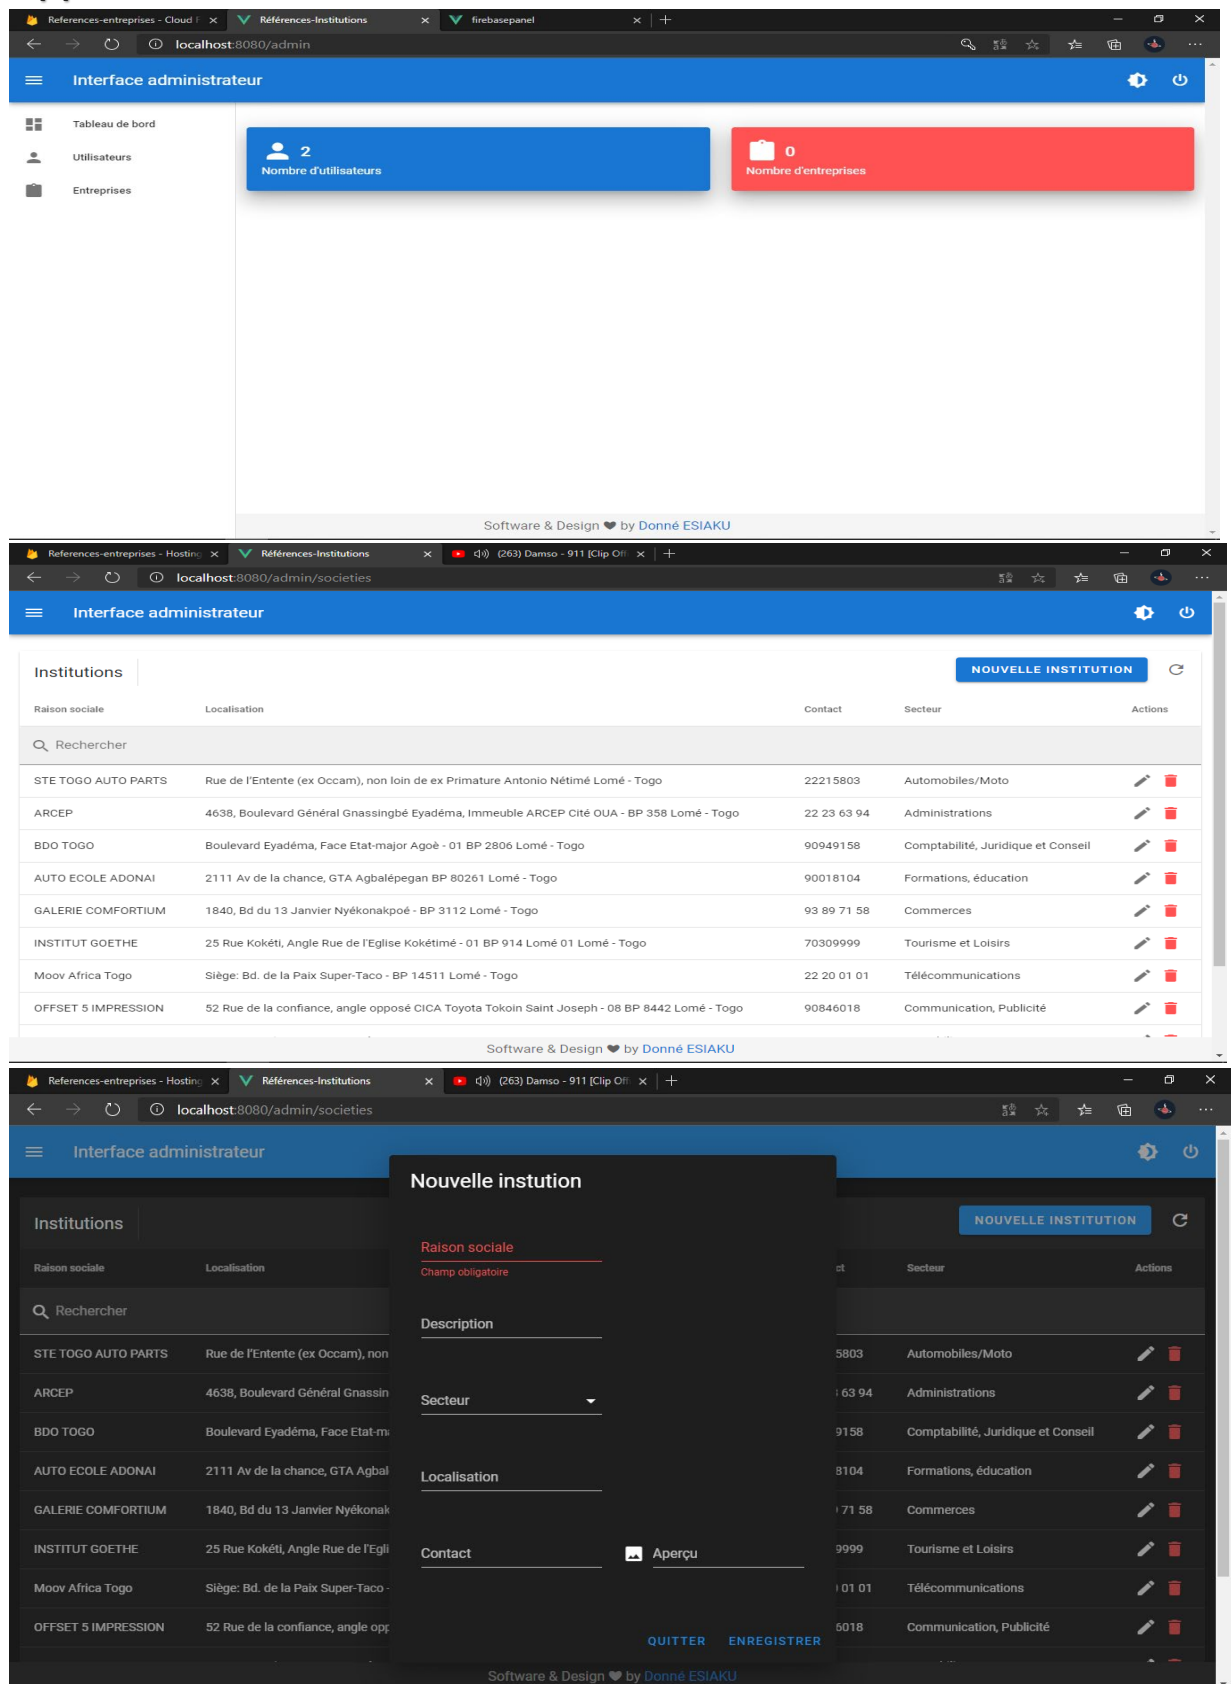 References-entreprises - Cloud F
Références-Institutions
firebasepanel
localhost:8080/admin
Interface administrateur
Tableau de bord
Utilisateurs
Entreprises
2
Nombre d'utilisateurs
0
Nombre d'entreprises
Software & Design ❤ by Donné ESIAKU
References-entreprises - Hosting
Références-Institutions
(263) Damso - 911 [Clip Off
localhost:8080/admin/societies
Interface administrateur
Institutions
NOUVELLE INSTITUTION
Raison sociale Localisation Contact Secteur Actions
Rechercher
STE TOGO AUTO PARTS Rue de l'Entente (ex Occam), non loin de ex Primature Antonio Nétimé Lomé - Togo 22215803 Automobiles/Moto
ARCEP 4638, Boulevard Général Gnassingbé Eyadéma, Immeuble ARCEP Cité OUA - BP 358 Lomé - Togo 22 23 63 94 Administrations
BDO TOGO Boulevard Eyadéma, Face Etat-major Agoè - 01 BP 2806 Lomé - Togo 90949158 Comptabilité, Juridique et Conseil
AUTO ECOLE ADONAI 2111 Av de la chance, GTA Agbalépegan BP 80261 Lomé - Togo 90018104 Formations, éducation
GALERIE COMFORTIUM 1840, Bd du 13 Janvier Nyékonakpoé - BP 3112 Lomé - Togo 93 89 71 58 Commerces
INSTITUT GOETHE 25 Rue Kokéti, Angle Rue de l'Eglise Kokétimé - 01 BP 914 Lomé 01 Lomé - Togo 70309999 Tourisme et Loisirs
Moov Africa Togo Siège: Bd. de la Paix Super-Taco - BP 14511 Lomé - Togo 22 20 01 01 Télécommunications
OFFSET 5 IMPRESSION 52 Rue de la confiance, angle opposé CICA Toyota Tokoin Saint Joseph - 08 BP 8442 Lomé - Togo 90846018 Communication, Publicité
Software & Design ❤ by Donné ESIAKU
References-entreprises - Hosting
Références-Institutions
(263) Damso - 911 [Clip Off
localhost:8080/admin/societies
Interface administrateur
Institutions
NOUVELLE INSTITUTION
Raison sociale Localisation ct Secteur Actions
Rechercher
STE TOGO AUTO PARTS Rue de l'Entente (ex Occam), non 5803 Automobiles/Moto
ARCEP 4638, Boulevard Général Gnassin 63 94 Administrations
BDO TOGO Boulevard Eyadéma, Face Etat-m 9158 Comptabilité, Juridique et Conseil
AUTO ECOLE ADONAI 2111 Av de la chance, GTA Agbal 8104 Formations, éducation
GALERIE COMFORTIUM 1840, Bd du 13 Janvier Nyékonak 71 58 Commerces
INSTITUT GOETHE 25 Rue Kokéti, Angle Rue de l'Egli 9999 Tourisme et Loisirs
Moov Africa Togo Siège: Bd. de la Paix Super-Taco - 01 01 Télécommunications
OFFSET 5 IMPRESSION 52 Rue de la confiance, angle opp 6018 Communication, Publicité
Nouvelle instution
Raison sociale
Champ obligatoire
Description
Secteur
Localisation
Contact
Aperçu
QUITTER ENREGISTRER
Software & Design ❤ by Donné ESIAKU